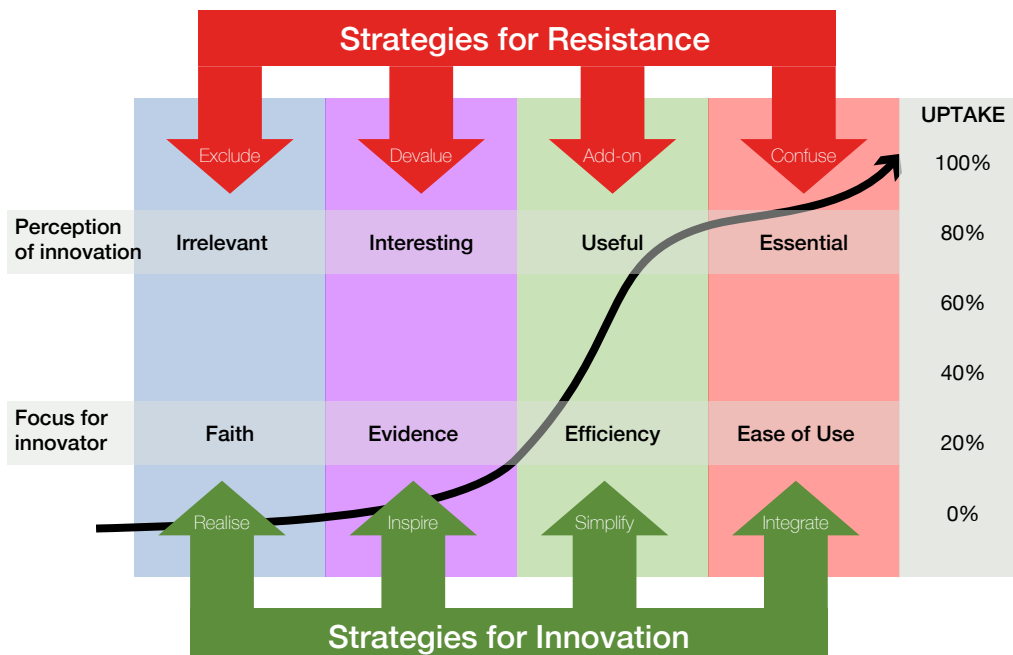 Strategies for Resistance
UPTAKE
Exclude
Devalue
Add-on
Confuse
100%
Perception
of innovation
Irrelevant
Interesting
Useful
Essential
80%
60%
40%
Focus for
innovator
Faith
Evidence
Efficiency
Ease of Use
20%
Realise
Inspire
Simplify
Integrate
0%
Strategies for Innovation